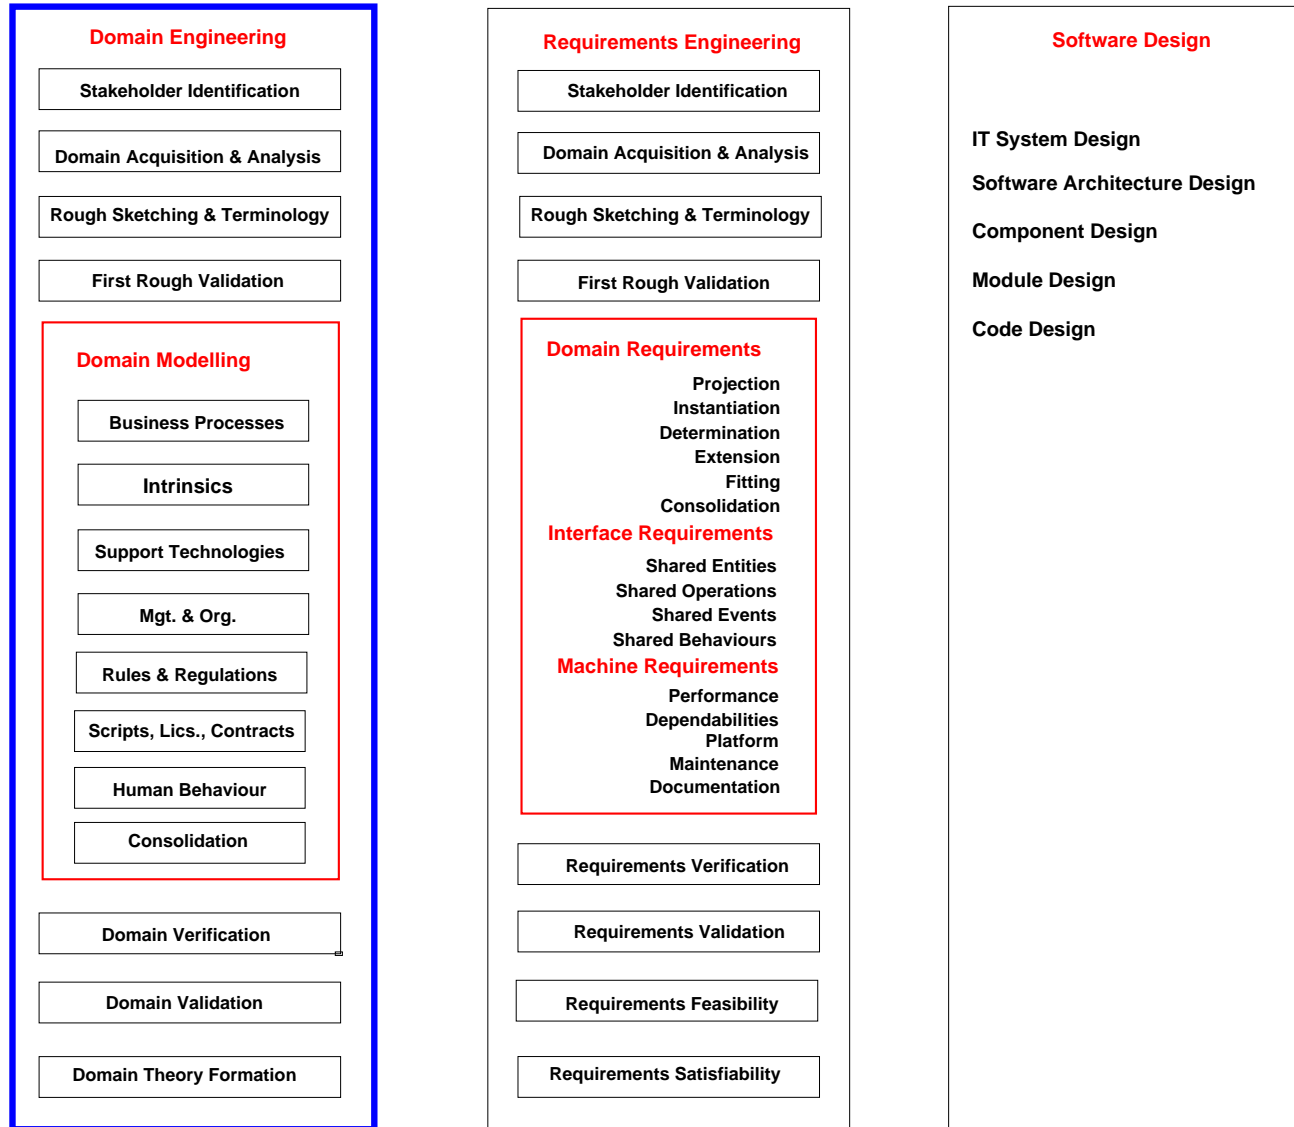 Domain Engineering
Stakeholder Identification
Domain Acquisition & Analysis
Rough Sketching & Terminology
First Rough Validation
Domain Modelling
Business Processes
Intrinsics
Support Technologies
Mgt. & Org.
Rules & Regulations
Scripts, Lics., Contracts
Human Behaviour
Consolidation
Domain Verification
Domain Validation
Domain Theory Formation
Requirements Engineering
Stakeholder Identification
Domain Acquisition & Analysis
Rough Sketching & Terminology
First Rough Validation
Domain Requirements
Projection
Instantiation
Determination
Extension
Fitting
Consolidation
Interface Requirements
Shared Entities
Shared Operations
Shared Events
Shared Behaviours
Machine Requirements
Performance
Dependabilities
Platform
Maintenance
Documentation
Requirements Verification
Requirements Validation
Requirements Feasibility
Requirements Satisfiability
Software Design
IT System Design
Software Architecture Design
Component Design
Module Design
Code Design